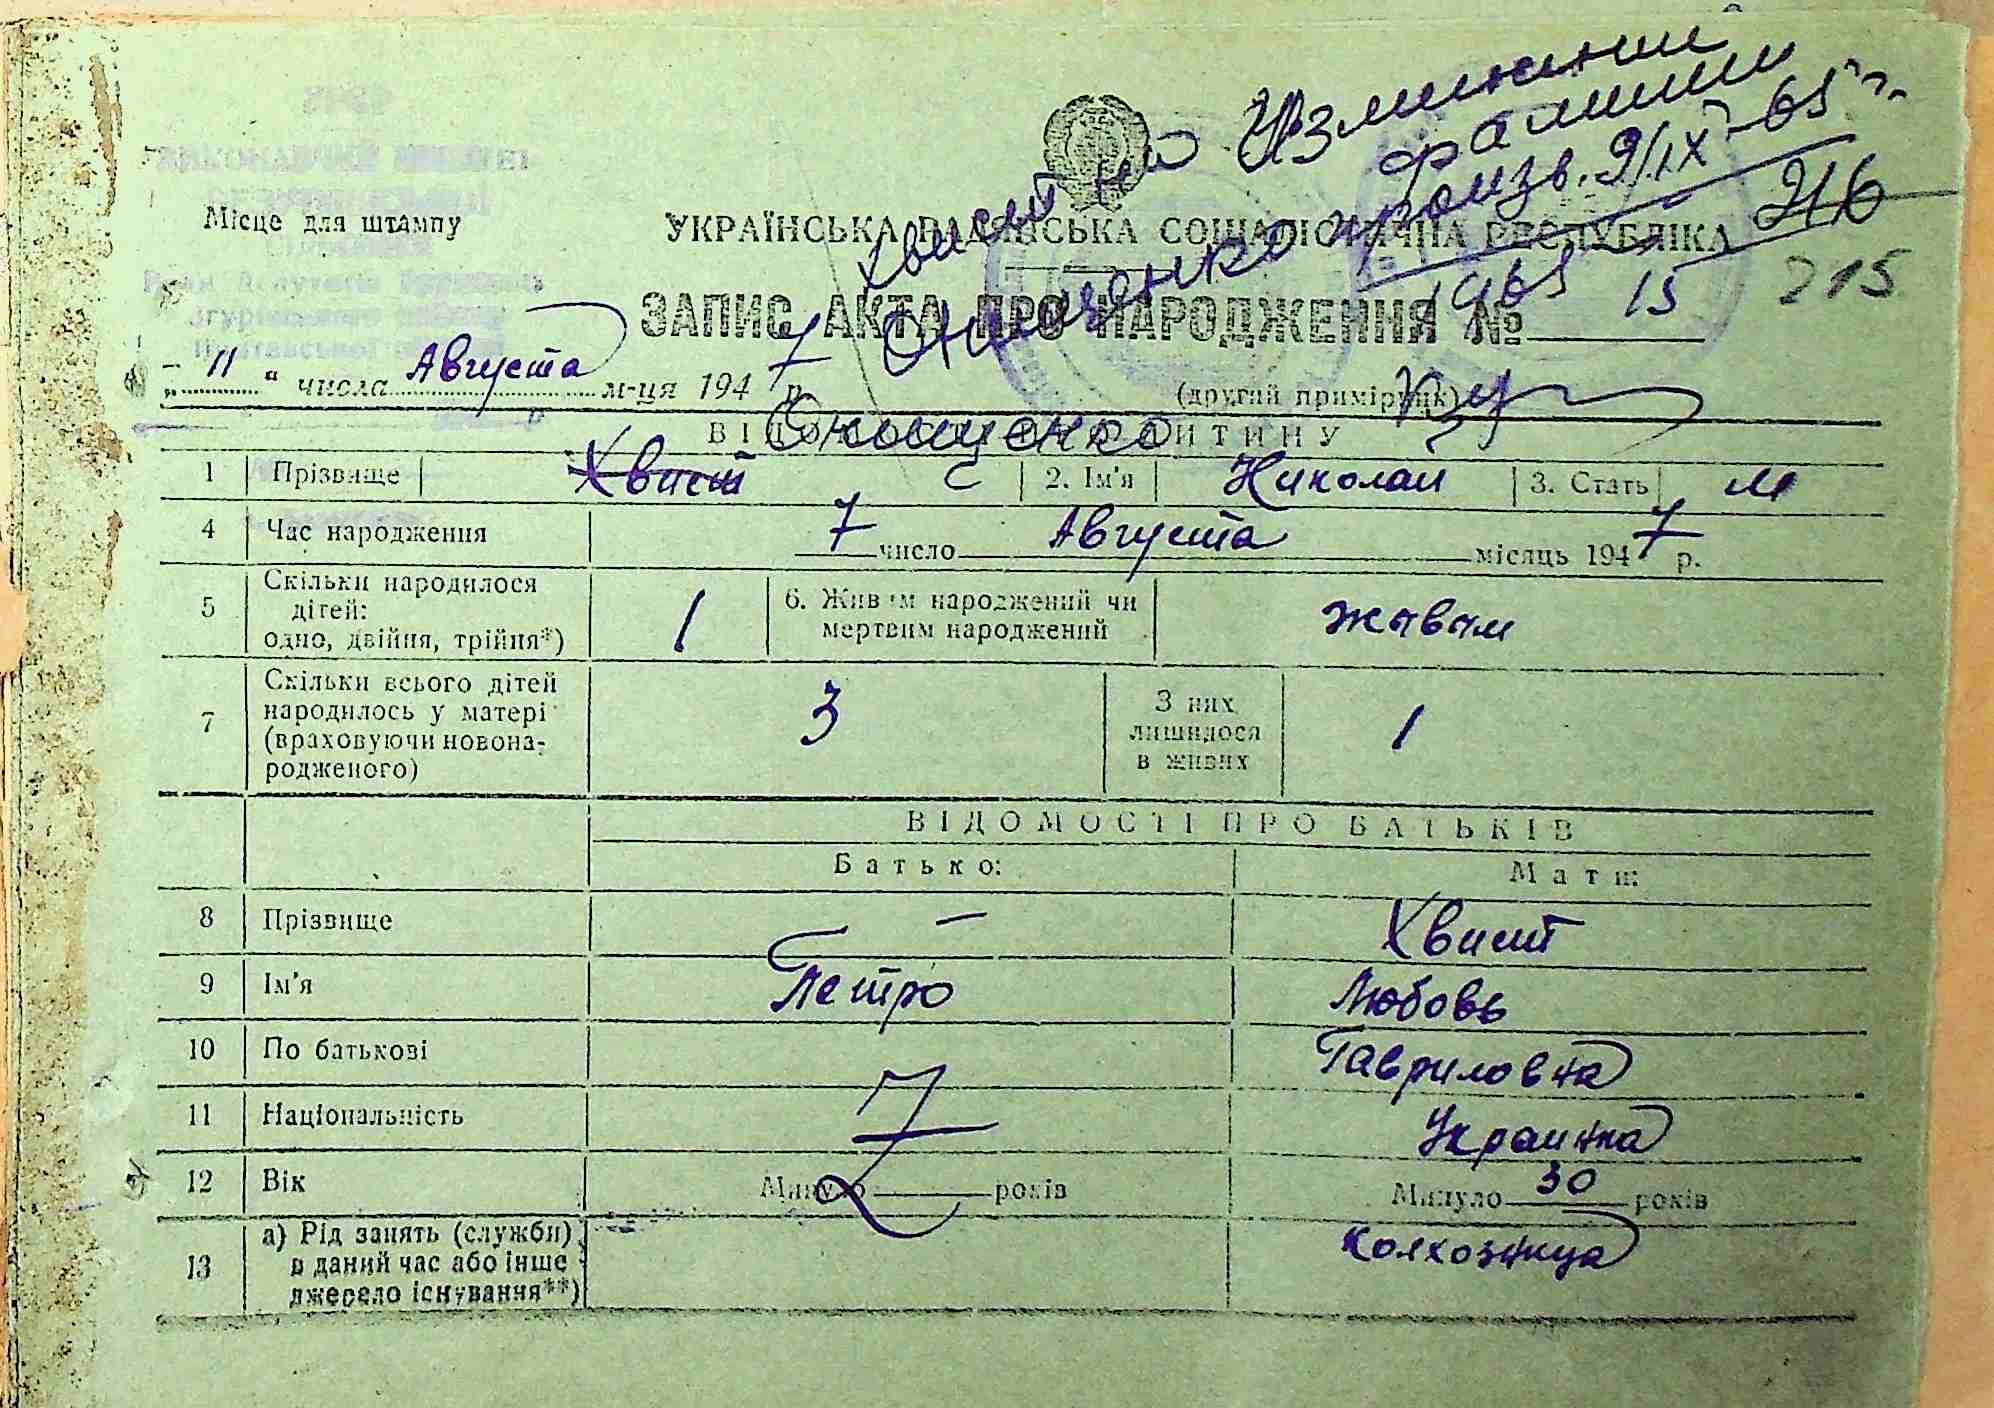 Изминении
фамилии
Хвист на произв. 9/IX-65 г.
Онищенко
1965 15
216
215
Місце для штампу
УКРАЇНСЬКА РАДЯНСЬКА СОЦІАЛІСТИЧНА РЕСПУБЛІКА
ЗАПИС АКТА ПРО НАРОДЖЕННЯ №
„ 11 “ числа Августа м-ця 1947 р.
(другий примірник)
ВІДОМОСТІ ПРО ДИТИНУ
Онищенко
1 Прізвище Хвист 2. Ім'я Николай 3. Стать М
4 Час народження 7 число Августа місяць 1947 р.
5 Скільки народилося дітей: одно, двійня, трійня*) 1 6. Живим народжений чи мертвим народжений живым
7 Скільки всього дітей народилось у матері (враховуючи новонародженого) 3 З них лишилося в живих 1
ВІДОМОСТІ ПРО БАТЬКІВ
Батько: Мати:
8 Прізвище — Хвист
9 Ім'я Петро Любовь
10 По батькові Гавриловна
11 Національність Украинка
12 Вік Минуло років Минуло 30 років
13 а) Рід занять (служби) в даний час або інше джерело існування**) колхозница